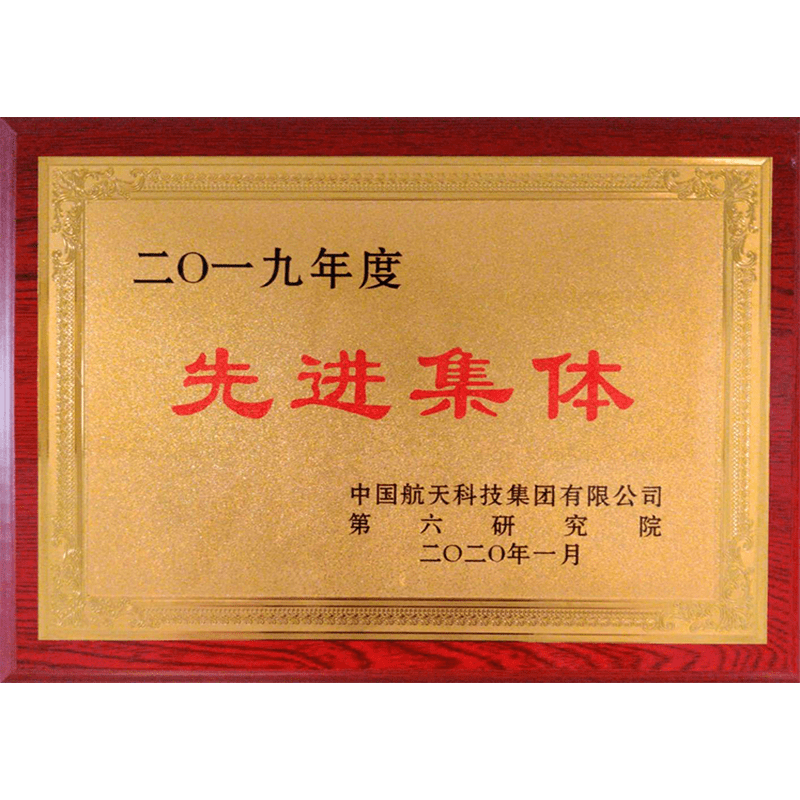 二〇一九年度
先进集体
中国航天科技集团有限公司
第六研究院
二〇二〇年一月